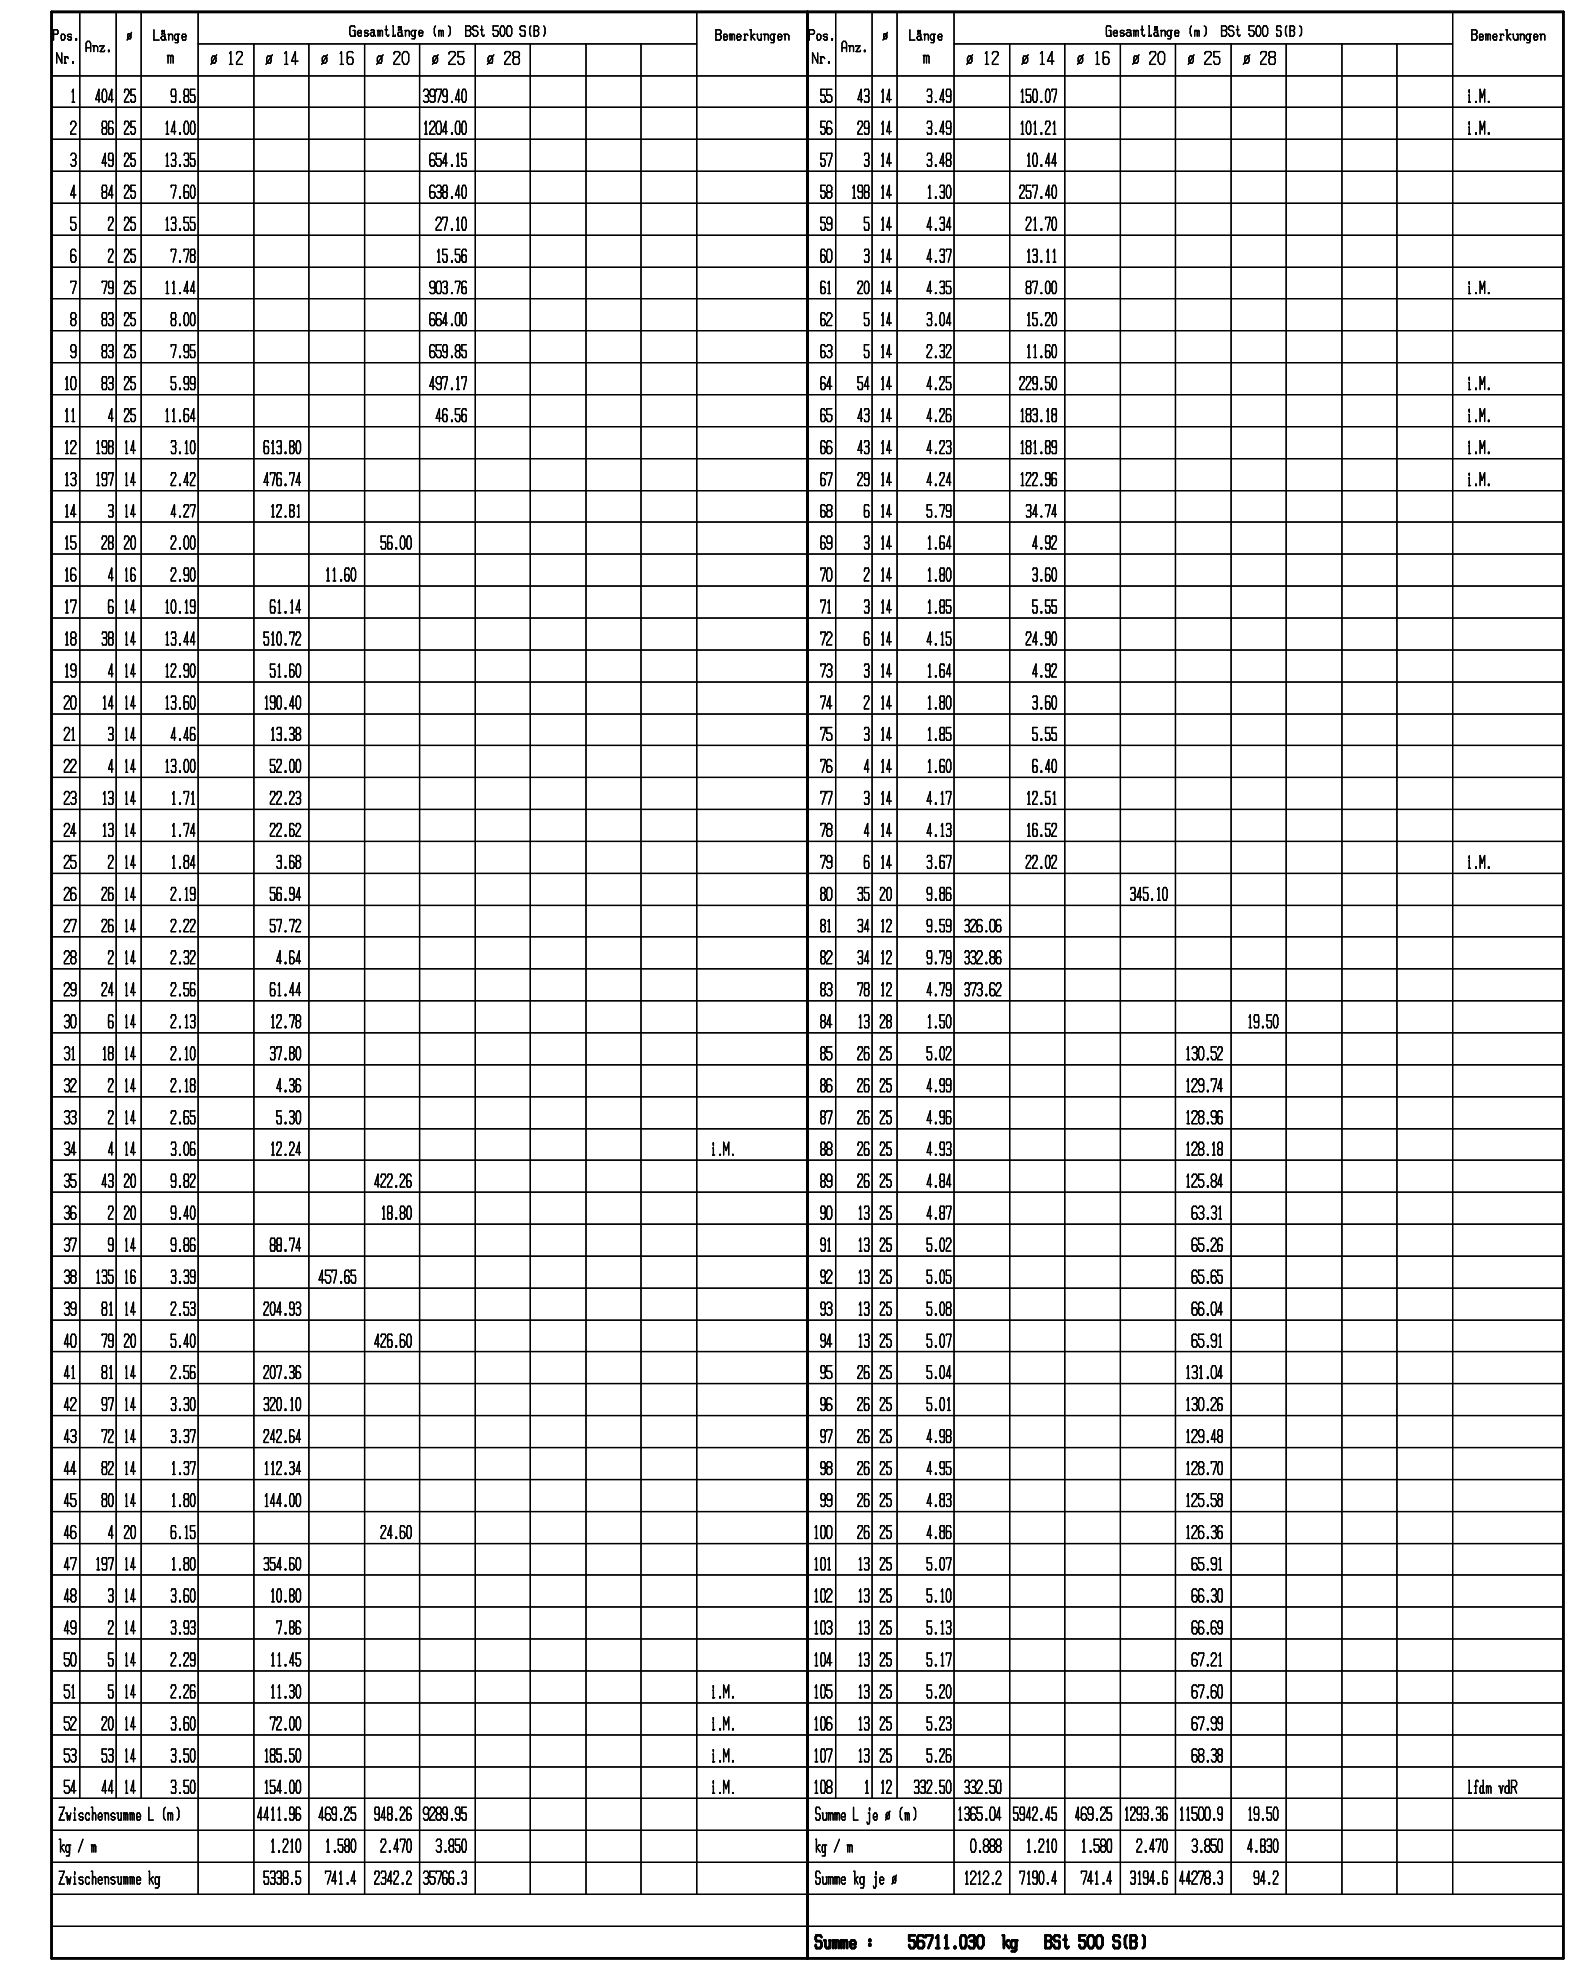 Pos. Nr. Anz. ø Länge m Gesamtlänge (m) BSt 500 S(B) Bemerkungen
ø 12 ø 14 ø 16 ø 20 ø 25 ø 28
1 404 25 9.85 3979.40
2 86 25 14.00 1204.00
3 49 25 13.35 654.15
4 84 25 7.60 638.40
5 2 25 13.55 27.10
6 2 25 7.78 15.56
7 79 25 11.44 903.76
8 83 25 8.00 664.00
9 83 25 7.95 659.85
10 83 25 5.99 497.17
11 4 25 11.64 46.56
12 198 14 3.10 613.80
13 197 14 2.42 476.74
14 3 14 4.27 12.81
15 28 20 2.00 56.00
16 4 16 2.90 11.60
17 6 14 10.19 61.14
18 38 14 13.44 510.72
19 4 14 12.90 51.60
20 14 14 13.60 190.40
21 3 14 4.46 13.38
22 4 14 13.00 52.00
23 13 14 1.71 22.23
24 13 14 1.74 22.62
25 2 14 1.84 3.68
26 26 14 2.19 56.94
27 26 14 2.22 57.72
28 2 14 2.32 4.64
29 24 14 2.56 61.44
30 6 14 2.13 12.78
31 18 14 2.10 37.80
32 2 14 2.18 4.36
33 2 14 2.65 5.30
34 4 14 3.06 12.24 i.M.
35 43 20 9.82 422.26
36 2 20 9.40 18.80
37 9 14 9.86 88.74
38 135 16 3.39 457.65
39 81 14 2.53 204.93
40 79 20 5.40 426.60
41 81 14 2.56 207.36
42 97 14 3.30 320.10
43 72 14 3.37 242.64
44 82 14 1.37 112.34
45 80 14 1.80 144.00
46 4 20 6.15 24.60
47 197 14 1.80 354.60
48 3 14 3.60 10.80
49 2 14 3.93 7.86
50 5 14 2.29 11.45
51 5 14 2.26 11.30 i.M.
52 20 14 3.60 72.00 i.M.
53 53 14 3.50 185.50 i.M.
54 44 14 3.50 154.00 i.M.
Zwischensumme L (m) 4411.96 469.25 948.26 9289.95
kg / m 1.210 1.580 2.470 3.850
Zwischensumme kg 5338.5 741.4 2342.2 35766.3
Pos. Nr. Anz. ø Länge m Gesamtlänge (m) BSt 500 S(B) Bemerkungen
ø 12 ø 14 ø 16 ø 20 ø 25 ø 28
55 43 14 3.49 150.07 i.M.
56 29 14 3.49 101.21 i.M.
57 3 14 3.48 10.44
58 198 14 1.30 257.40
59 5 14 4.34 21.70
60 3 14 4.37 13.11
61 20 14 4.35 87.00 i.M.
62 5 14 3.04 15.20
63 5 14 2.32 11.60
64 54 14 4.25 229.50 i.M.
65 43 14 4.26 183.18 i.M.
66 43 14 4.23 181.89 i.M.
67 29 14 4.24 122.96 i.M.
68 6 14 5.79 34.74
69 3 14 1.64 4.92
70 2 14 1.80 3.60
71 3 14 1.85 5.55
72 6 14 4.15 24.90
73 3 14 1.64 4.92
74 2 14 1.80 3.60
75 3 14 1.85 5.55
76 4 14 1.60 6.40
77 3 14 4.17 12.51
78 4 14 4.13 16.52
79 6 14 3.67 22.02 i.M.
80 35 20 9.86 345.10
81 34 12 9.59 326.06
82 34 12 9.79 332.86
83 78 12 4.79 373.62
84 13 28 1.50 19.50
85 26 25 5.02 130.52
86 26 25 4.99 129.74
87 26 25 4.96 128.96
88 26 25 4.93 128.18
89 26 25 4.84 125.84
90 13 25 4.87 63.31
91 13 25 5.02 65.26
92 13 25 5.05 65.65
93 13 25 5.08 66.04
94 13 25 5.07 65.91
95 26 25 5.04 131.04
96 26 25 5.01 130.26
97 26 25 4.98 129.48
98 26 25 4.95 128.70
99 26 25 4.83 125.58
100 26 25 4.86 126.36
101 13 25 5.07 65.91
102 13 25 5.10 66.30
103 13 25 5.13 66.69
104 13 25 5.17 67.21
105 13 25 5.20 67.60
106 13 25 5.23 67.99
107 13 25 5.26 68.38
108 1 12 332.50 332.50 lfdm vdR
Summe L je ø (m) 1365.04 5942.45 469.25 1293.36 11500.9 19.50
kg / m 0.888 1.210 1.580 2.470 3.850 4.830
Summe kg je ø 1212.2 7190.4 741.4 3194.6 44278.3 94.2
Summe : 56711.030 kg BSt 500 S(B)